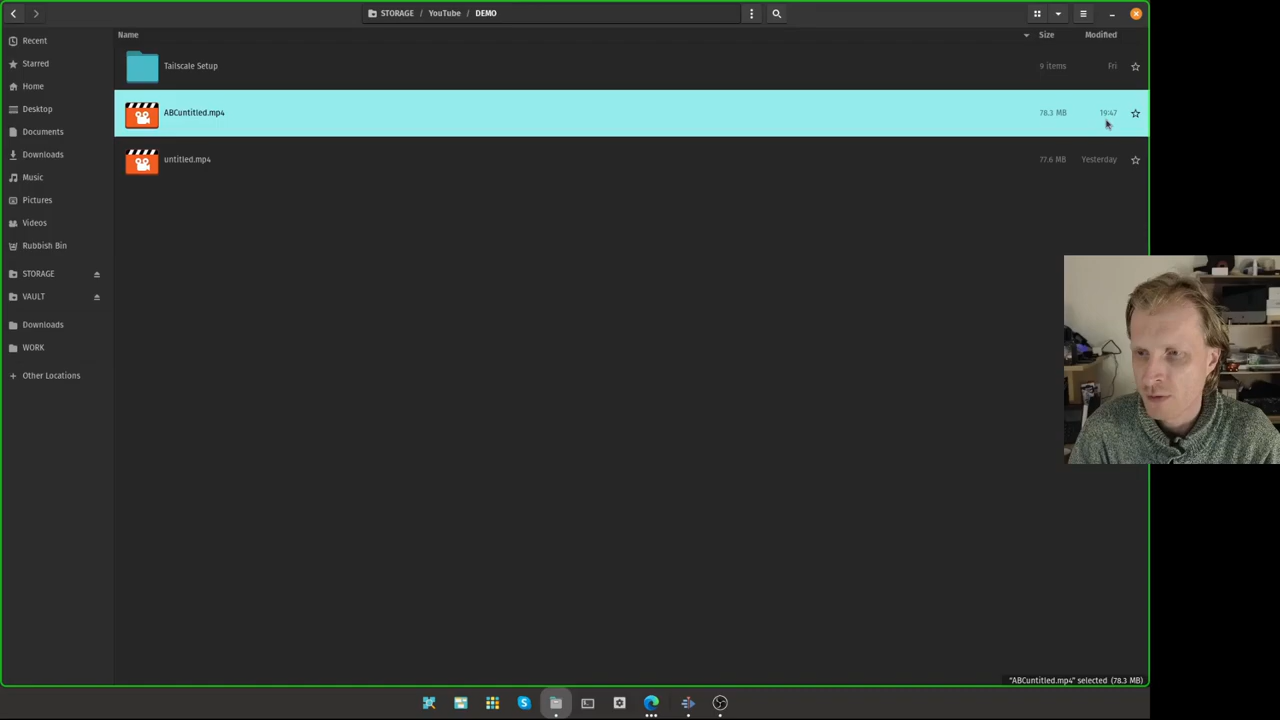 STORAGE / YouTube / DEMO
Name Size Modified
Recent
Starred
Home
Desktop
Documents
Downloads
Music
Pictures
Videos
Rubbish Bin
STORAGE
VAULT
Downloads
WORK
+ Other Locations
Tailscale Setup 9 items Fri
ABCuntitled.mp4 78.3 MB 19:47
untitled.mp4 77.6 MB Yesterday
"ABCuntitled.mp4" selected (78.3 MB)